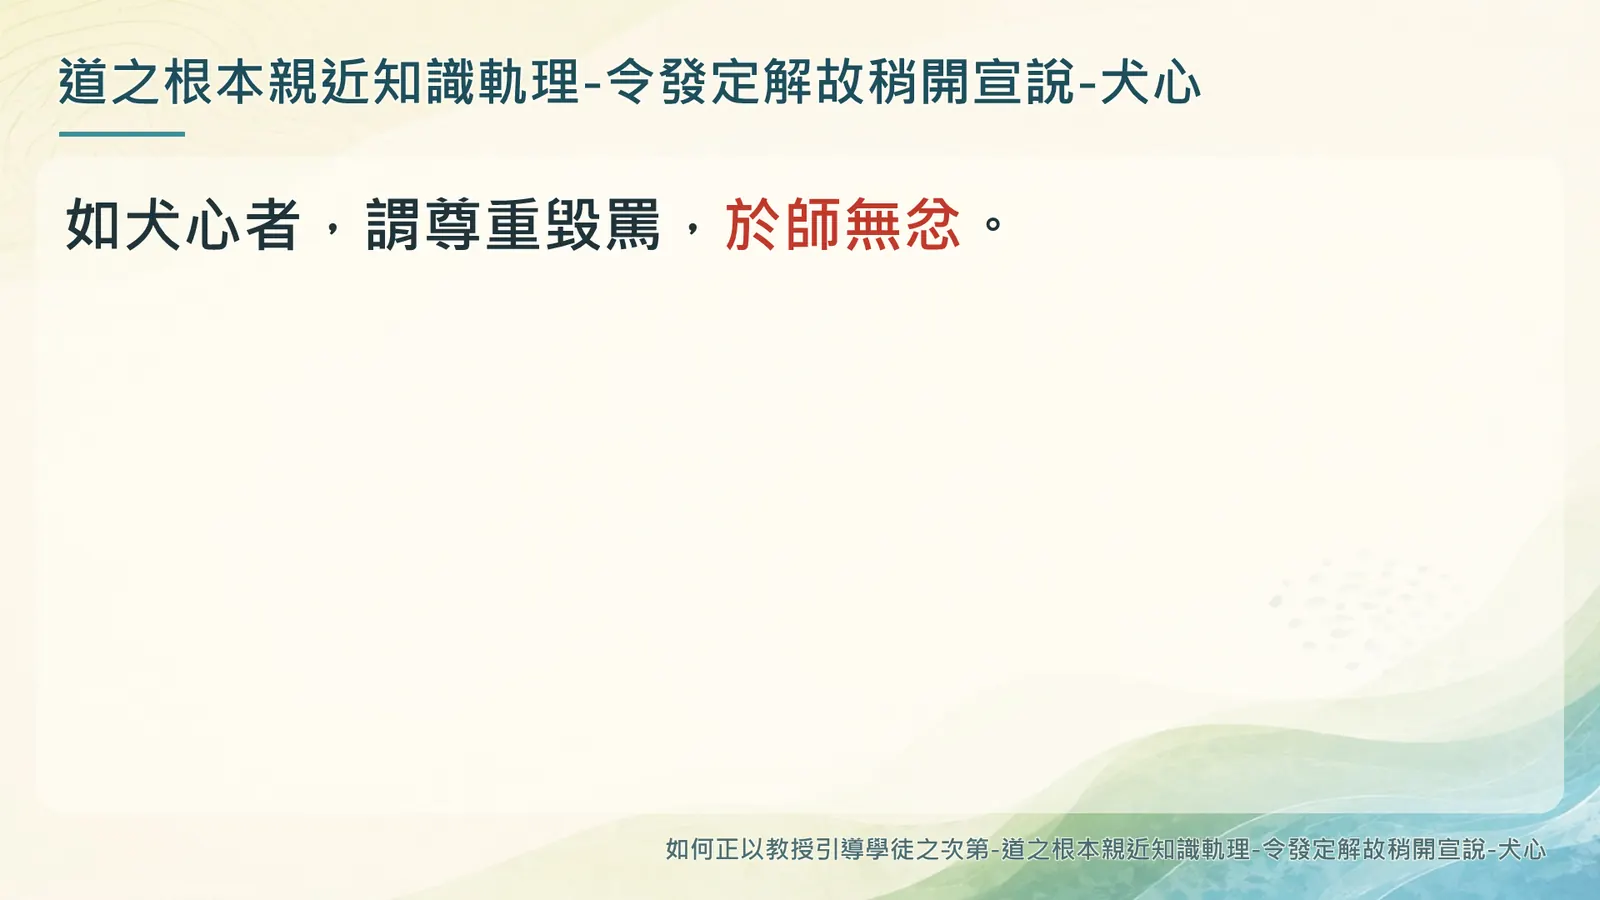 道之根本親近知識軌理-令發定解故稍開宣說-犬心
如犬心者，謂尊重毀罵，於師無忿。
如何正以教授引導學徒之次第-道之根本親近知識軌理-令發定解故稍開宣說-犬心